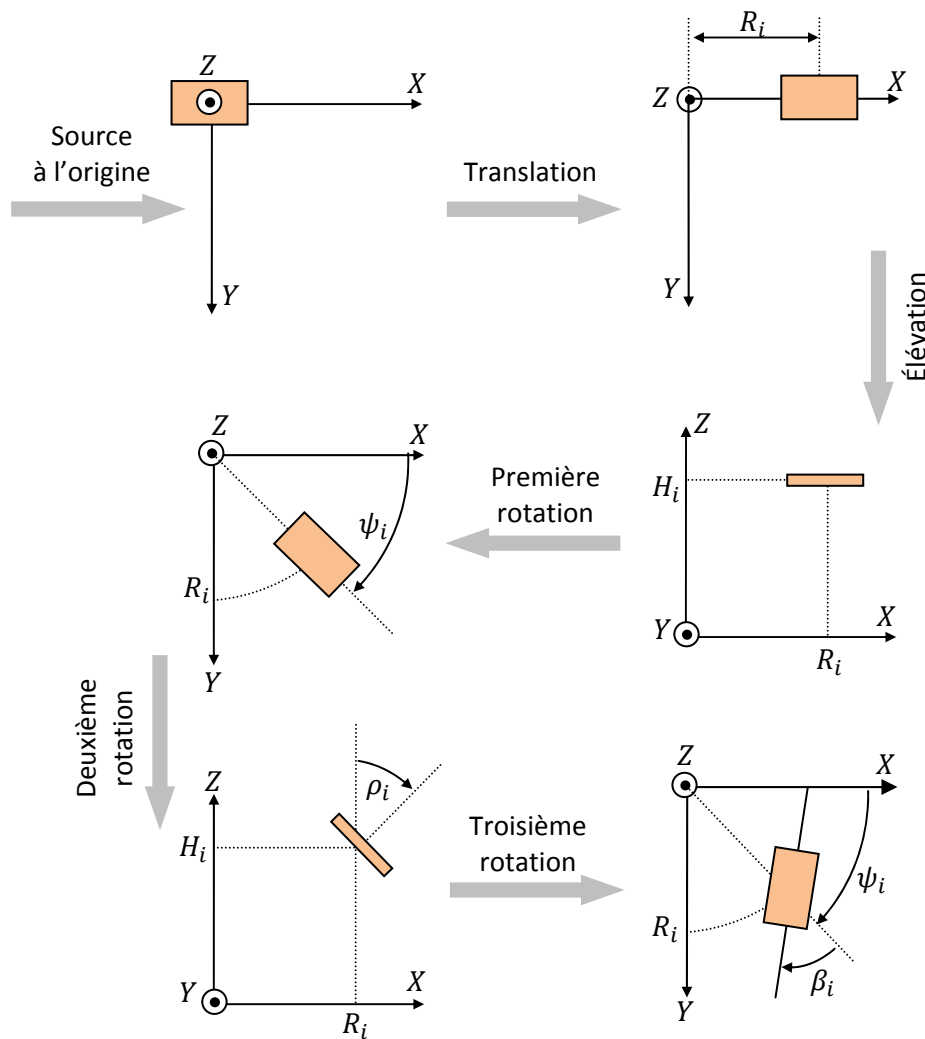 Z
X
Source
à l’origine
Y
R_i
Z
X
Translation
Y
Élévation
Z
X
ψ_i
R_i
Y
Première
rotation
Z
H_i
Y
X
R_i
Deuxième
rotation
Z
ρ_i
H_i
Y
X
R_i
Troisième
rotation
Z
X
ψ_i
R_i
β_i
Y